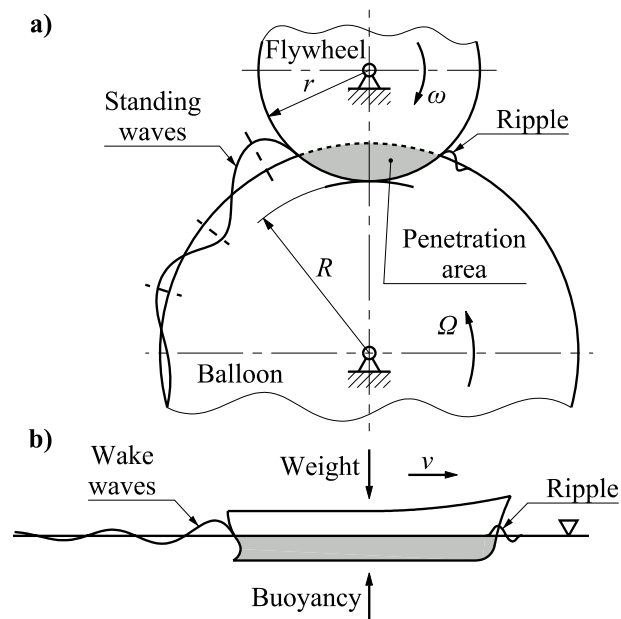 a)
Flywheel
r
ω
Standing
waves
Ripple
Penetration
area
R
Ω
Balloon
b)
Wake
waves
Weight
v
Ripple
Buoyancy